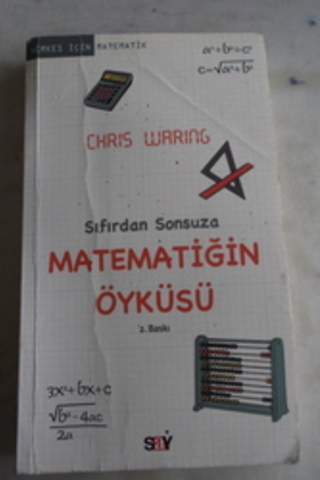 HERKES İÇİN MATEMATİK
a²+b²=c²
c=√a²+b²
CHRIS WARING
Sıfırdan Sonsuza
MATEMATİĞİN
ÖYKÜSÜ
2. Baskı
3x²+bx+c
√b²-4ac
2a
SAY